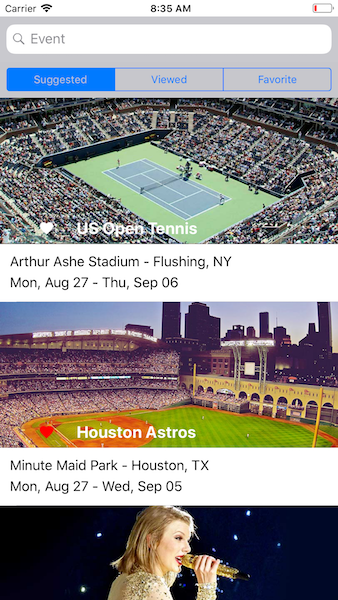 Carrier 8:35 AM
Event
Suggested Viewed Favorite
US Open Tennis
Arthur Ashe Stadium - Flushing, NY
Mon, Aug 27 - Thu, Sep 06
Houston Astros
Minute Maid Park - Houston, TX
Mon, Aug 27 - Wed, Sep 05